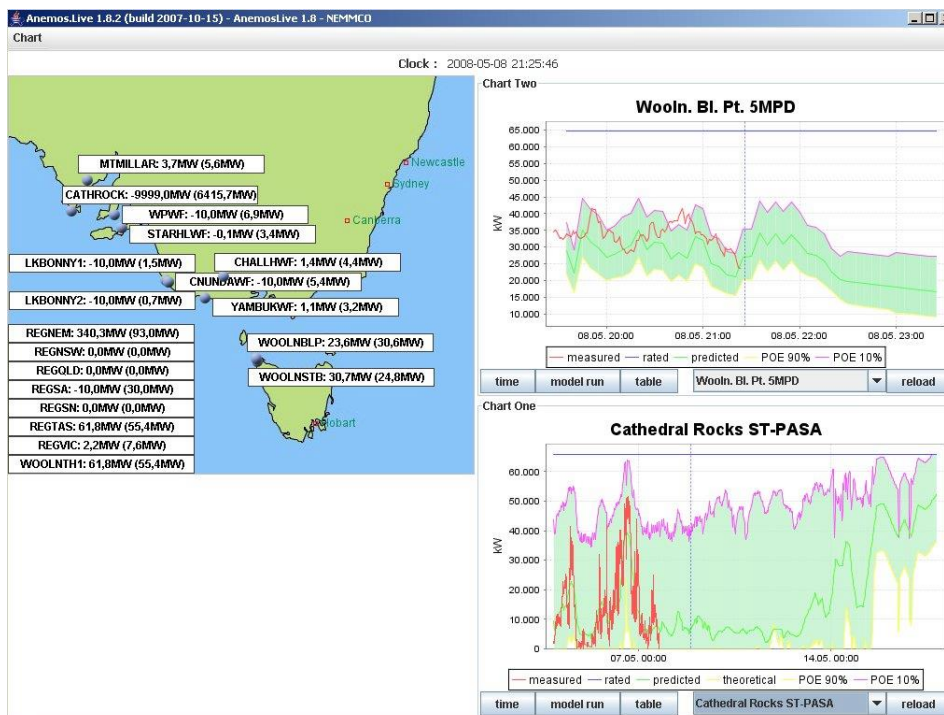 Anemos.Live 1.8.2 (build 2007-10-15) - AnemosLive 1.8 - NEMMCO
Chart
Clock : 2008-05-08 21:25:46
MTMILLAR: 3,7MW (5,6MW)
CATHROCK: -9999,0MW (6415,7MW)
WPWF: -10,0MW (6,9MW)
STARHLWF: -0,1MW (3,4MW)
LKBONNY1: -10,0MW (1,5MW)
CHALLHWF: 1,4MW (4,4MW)
CNUNDAWF: -10,0MW (5,4MW)
LKBONNY2: -10,0MW (0,7MW)
YAMBUKWF: 1,1MW (3,2MW)
WOOLNBLP: 23,6MW (30,6MW)
WOOLNSTB: 30,7MW (24,8MW)
REGNEM: 340,3MW (93,0MW)
REGNSW: 0,0MW (0,0MW)
REGQLD: 0,0MW (0,0MW)
REGSA: -10,0MW (30,0MW)
REGSN: 0,0MW (0,0MW)
REGTAS: 61,8MW (55,4MW)
REGVIC: 2,2MW (7,6MW)
WOOLNTH1: 61,8MW (55,4MW)
Newcastle
Sydney
Canberra
Hobart
Chart Two
Wooln. Bl. Pt. 5MPD
65.000
60.000
55.000
50.000
45.000
40.000
35.000
30.000
25.000
20.000
15.000
10.000
kW
08.05. 20:00 08.05. 21:00 08.05. 22:00 08.05. 23:00
measured rated predicted POE 90% POE 10%
time model run table Wooln. Bl. Pt. 5MPD reload
Chart One
Cathedral Rocks ST-PASA
60.000
50.000
40.000
30.000
20.000
10.000
0
kW
07.05. 00:00 14.05. 00:00
measured rated predicted theoretical POE 90% POE 10%
time model run table Cathedral Rocks ST-PASA reload